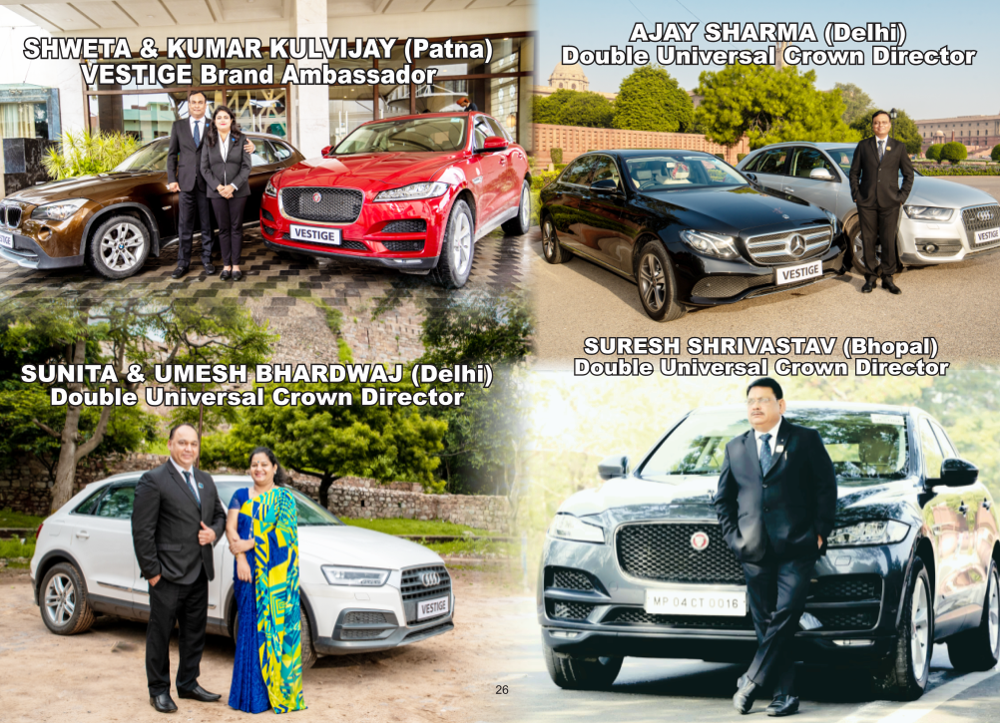 SHWETA & KUMAR KULVIJAY (Patna)
VESTIGE Brand Ambassador
VESTIGE
VESTIGE
AJAY SHARMA (Delhi)
Double Universal Crown Director
VESTIGE
VESTIGE
SUNITA & UMESH BHARDWAJ (Delhi)
Double Universal Crown Director
VESTIGE
SURESH SHRIVASTAV (Bhopal)
Double Universal Crown Director
MP 04 CT 0016
26